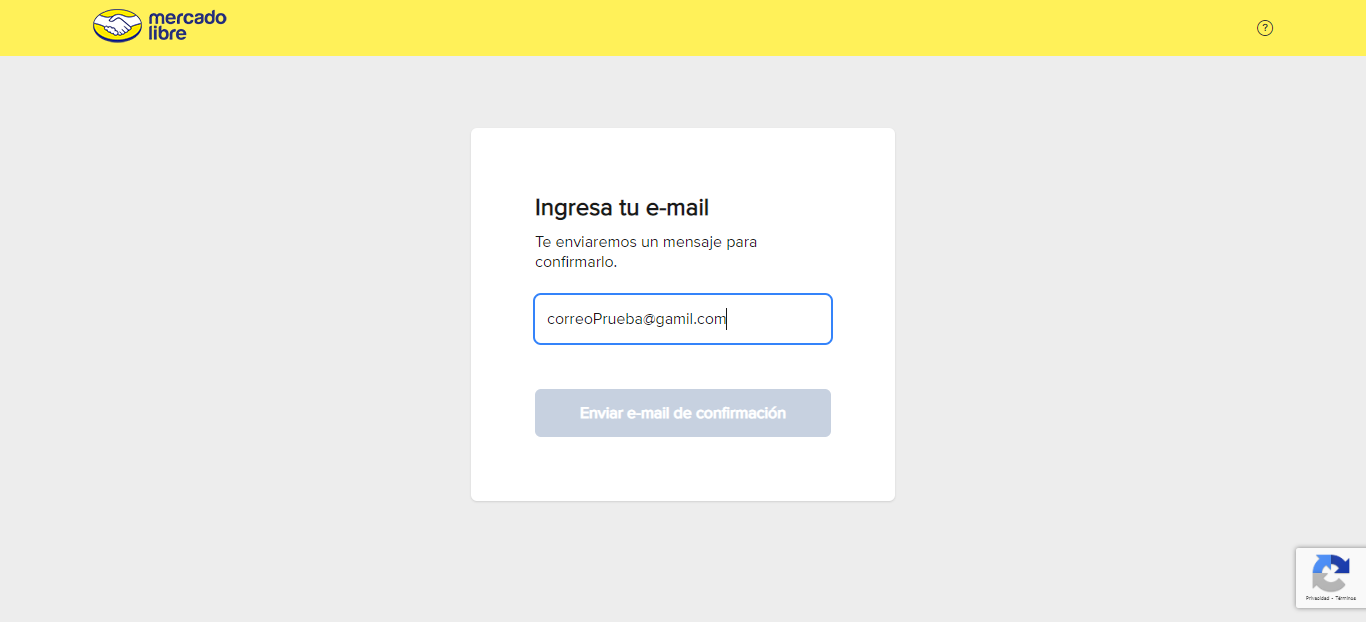 mercado
libre
?
Ingresa tu e-mail
Te enviaremos un mensaje para
confirmarlo.
correoPrueba@gamil.com
Enviar e-mail de confirmación
Privacidad - Términos